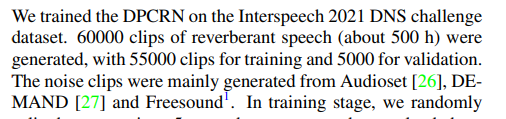 We trained the DPCRN on the Interspeech 2021 DNS challenge
dataset. 60000 clips of reverberant speech (about 500 h) were
generated, with 55000 clips for training and 5000 for validation.
The noise clips were mainly generated from Audioset [26], DE-
MAND [27] and Freesound¹. In training stage, we randomly